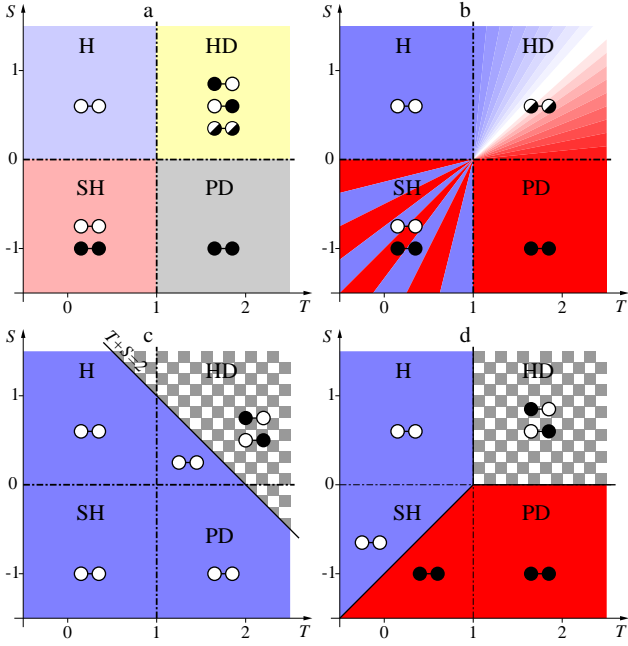 S a S b
H HD H HD
1 1
0 0
SH PD SH PD
-1 -1
0 1 2 T 0 1 2 T
S c S d
T+S=2
H HD H HD
1 1
0 0
SH PD SH PD
-1 -1
0 1 2 T 0 1 2 T